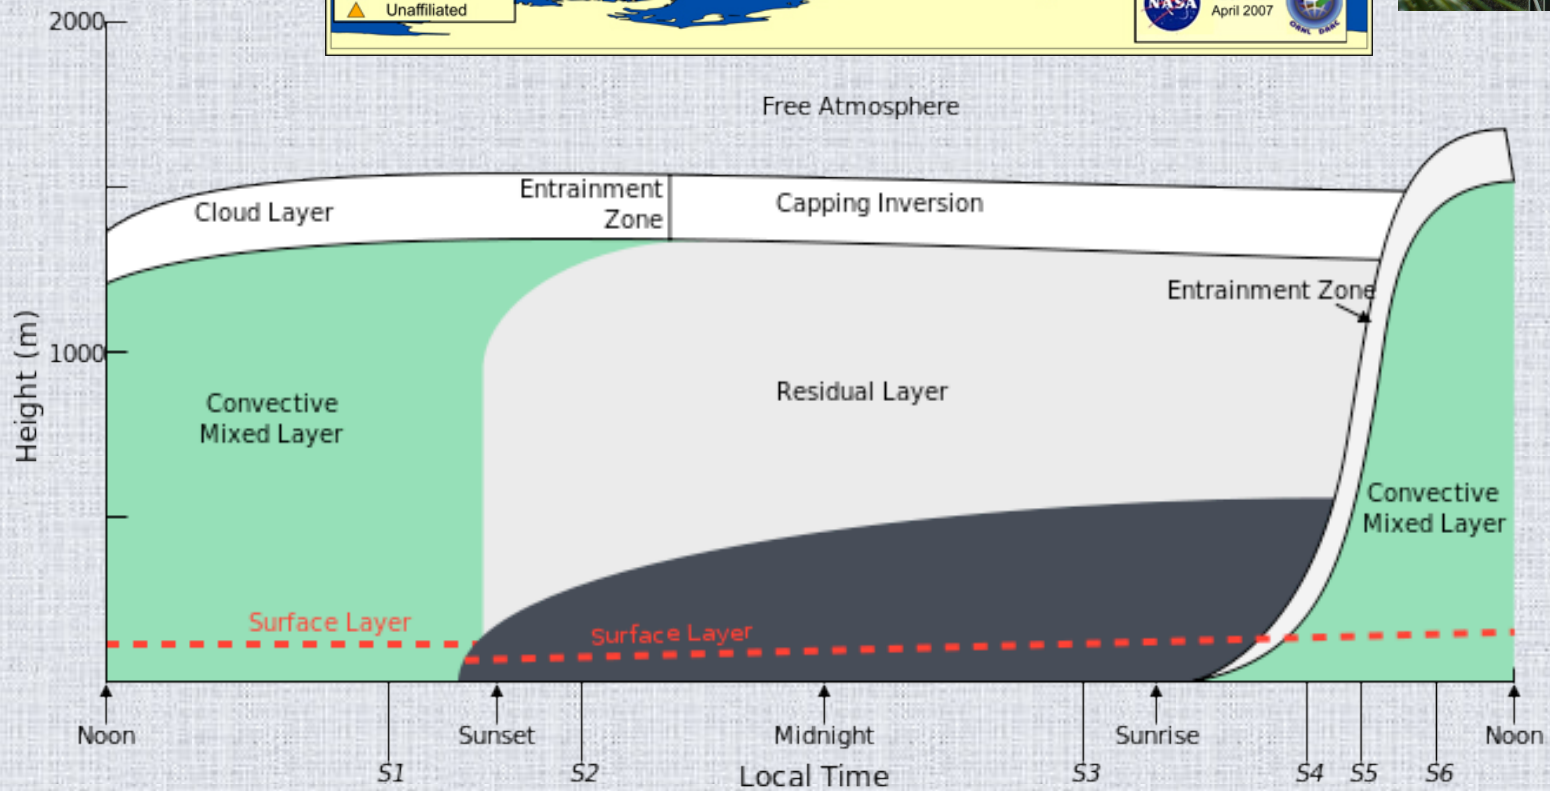 Unaffiliated
NASA
April 2007
ORNL DAAC
2000
Free Atmosphere
Cloud Layer
Entrainment
Zone
Capping Inversion
Entrainment Zone
1000
Height (m)
Residual Layer
Convective
Mixed Layer
Convective
Mixed Layer
Surface Layer
Surface Layer
Noon
Sunset
Midnight
Sunrise
Noon
S1
S2
Local Time
S3
S4
S5
S6